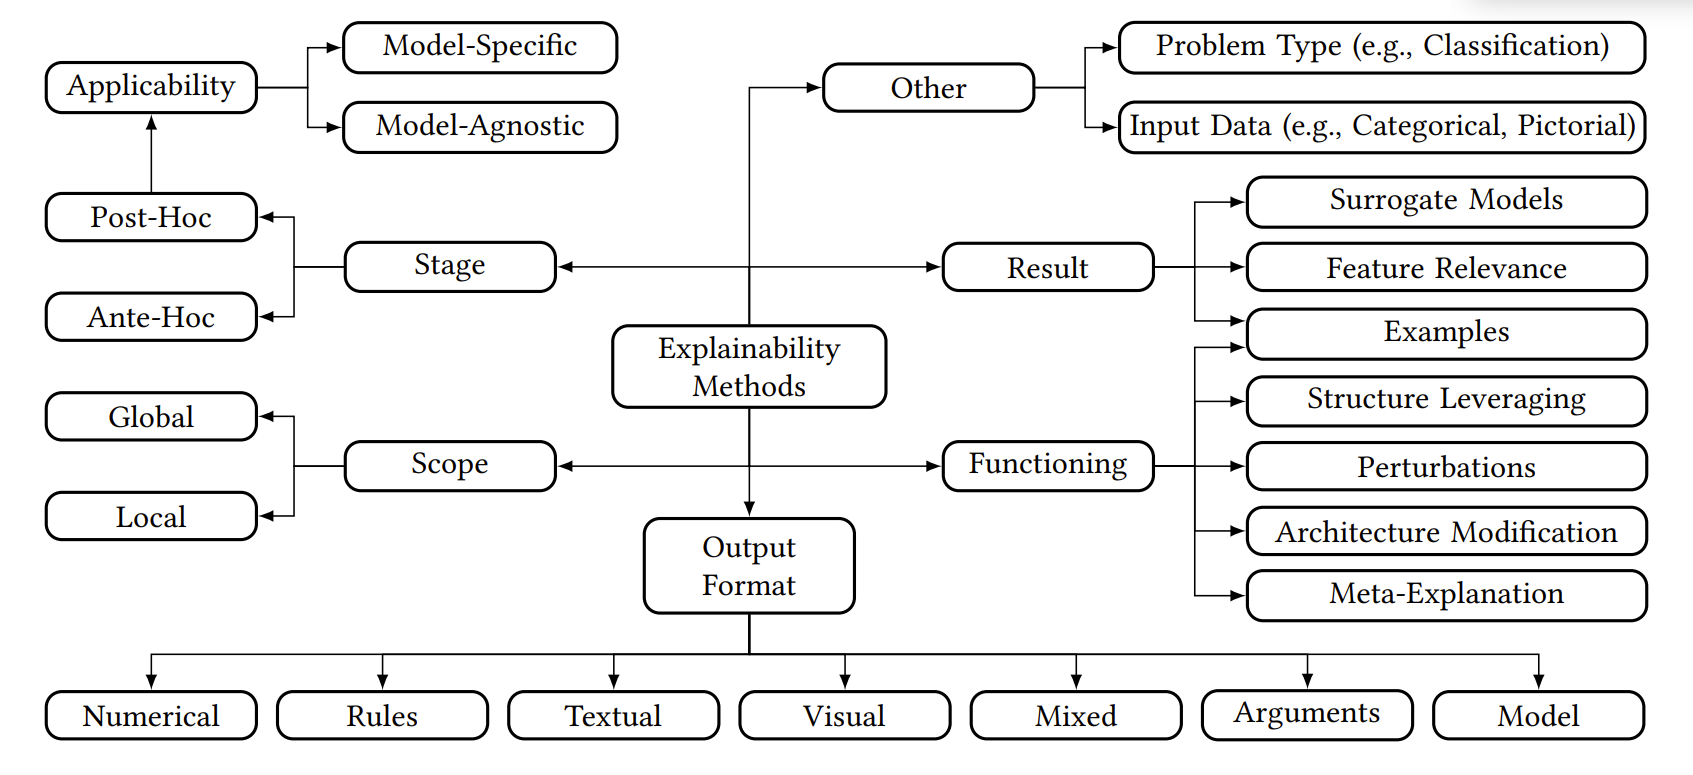 Model-Specific
Problem Type (e.g., Classification)
Applicability
Other
Model-Agnostic
Input Data (e.g., Categorical, Pictorial)
Surrogate Models
Post-Hoc
Stage
Result
Feature Relevance
Ante-Hoc
Examples
Explainability
Methods
Structure Leveraging
Global
Scope
Functioning
Perturbations
Local
Architecture Modification
Output
Format
Meta-Explanation
Numerical
Rules
Textual
Visual
Mixed
Arguments
Model